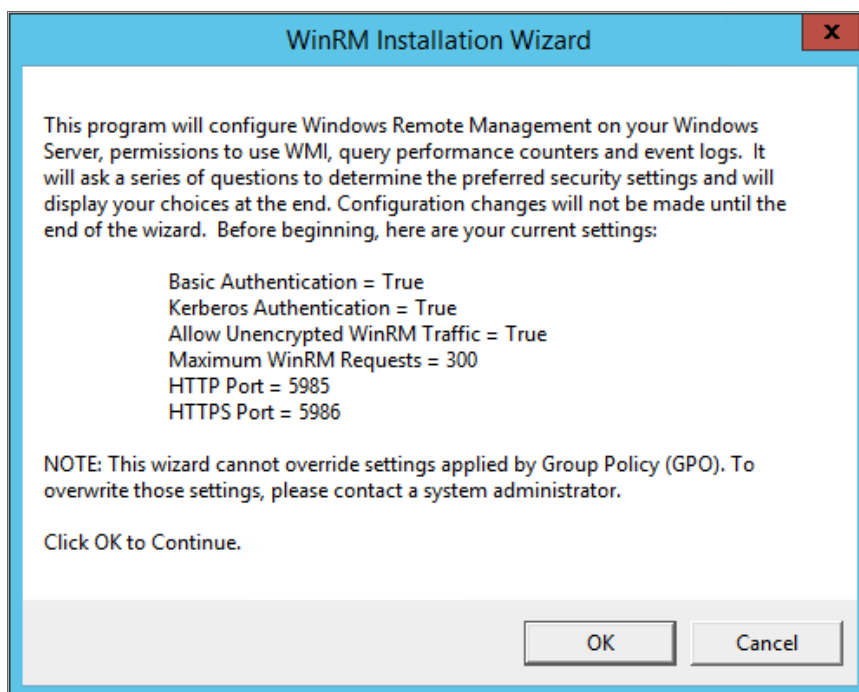 WinRM Installation Wizard
x
This program will configure Windows Remote Management on your Windows
Server, permissions to use WMI, query performance counters and event logs.  It
will ask a series of questions to determine the preferred security settings and will
display your choices at the end. Configuration changes will not be made until the
end of the wizard.  Before beginning, here are your current settings:
Basic Authentication = True
Kerberos Authentication = True
Allow Unencrypted WinRM Traffic = True
Maximum WinRM Requests = 300
HTTP Port = 5985
HTTPS Port = 5986
NOTE: This wizard cannot override settings applied by Group Policy (GPO). To
overwrite those settings, please contact a system administrator.
Click OK to Continue.
OK
Cancel